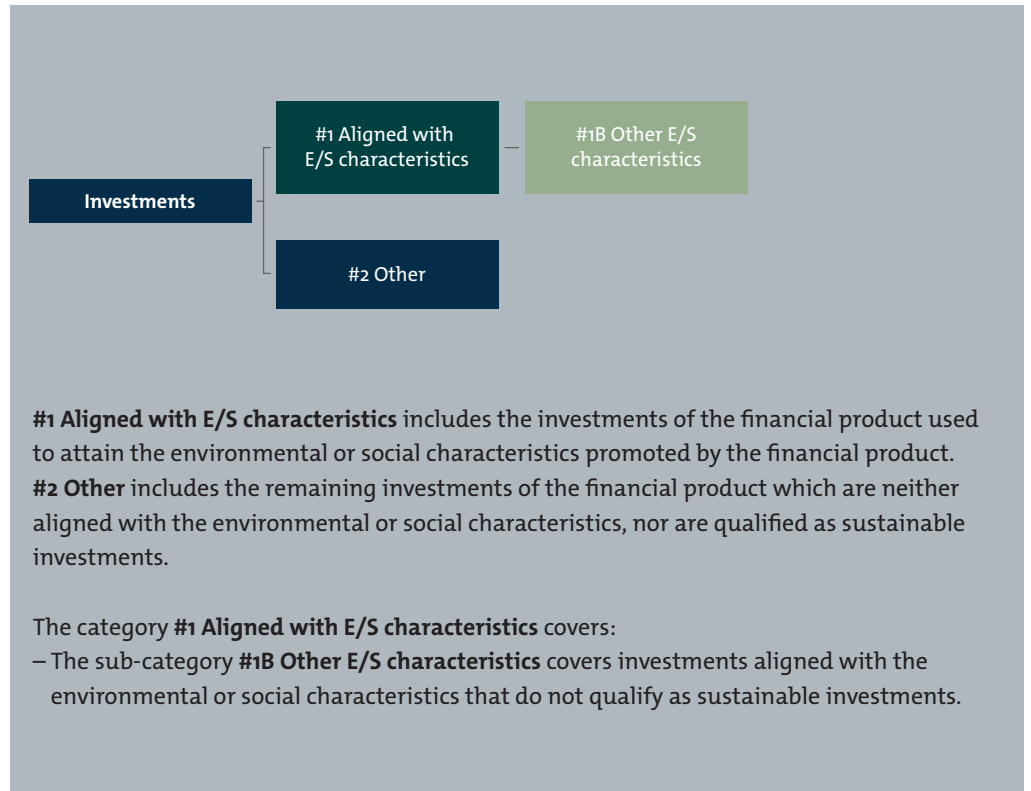 #1 Aligned with
E/S characteristics
#1B Other E/S
characteristics
Investments
#2 Other
#1 Aligned with E/S characteristics includes the investments of the financial product used
to attain the environmental or social characteristics promoted by the financial product.
#2 Other includes the remaining investments of the financial product which are neither
aligned with the environmental or social characteristics, nor are qualified as sustainable
investments.
The category #1 Aligned with E/S characteristics covers:
– The sub-category #1B Other E/S characteristics covers investments aligned with the
environmental or social characteristics that do not qualify as sustainable investments.